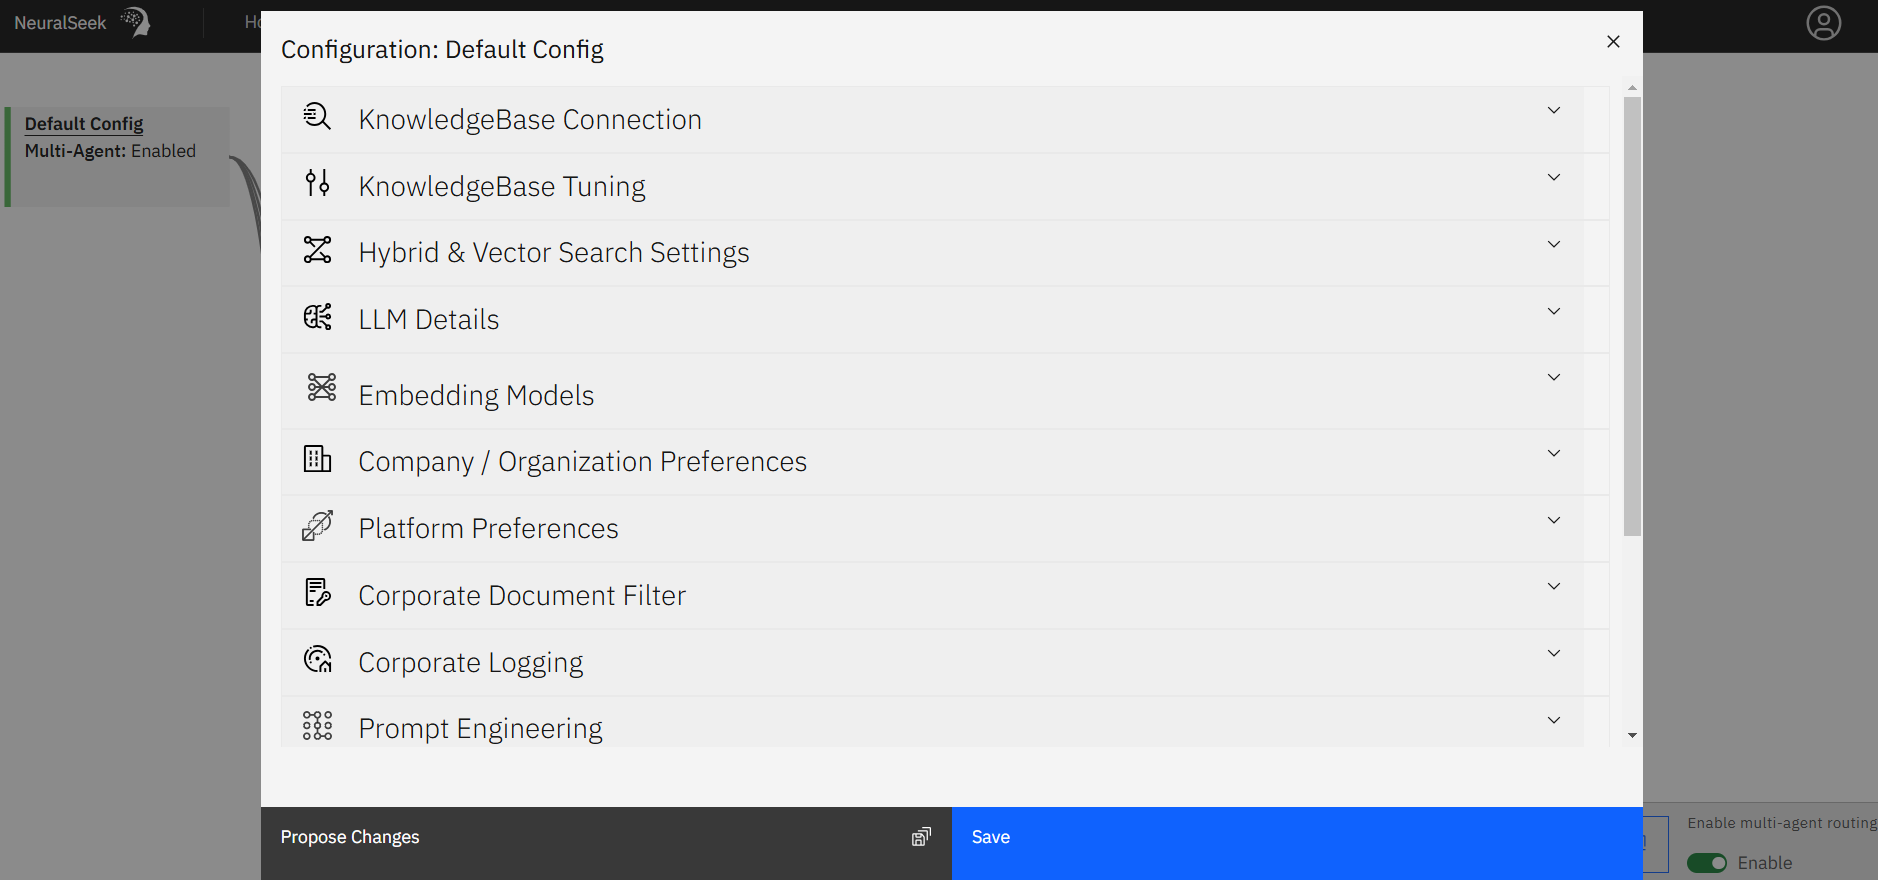 NeuralSeek
Configuration: Default Config
Default Config
Multi-Agent: Enabled
KnowledgeBase Connection
KnowledgeBase Tuning
Hybrid & Vector Search Settings
LLM Details
Embedding Models
Company / Organization Preferences
Platform Preferences
Corporate Document Filter
Corporate Logging
Prompt Engineering
Propose Changes
Save
Enable multi-agent routing
Enable